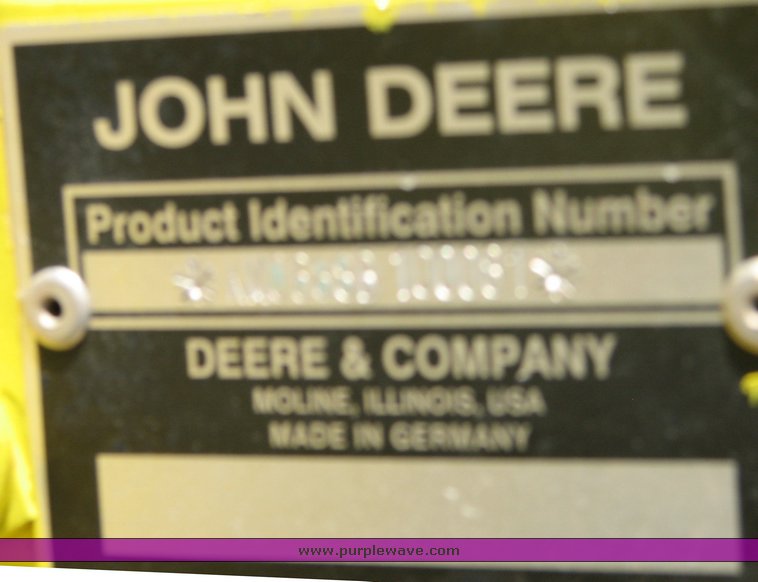 JOHN DEERE
Product Identification Number
DEERE & COMPANY
MOLINE, ILLINOIS, USA
MADE IN GERMANY
www.purplewave.com